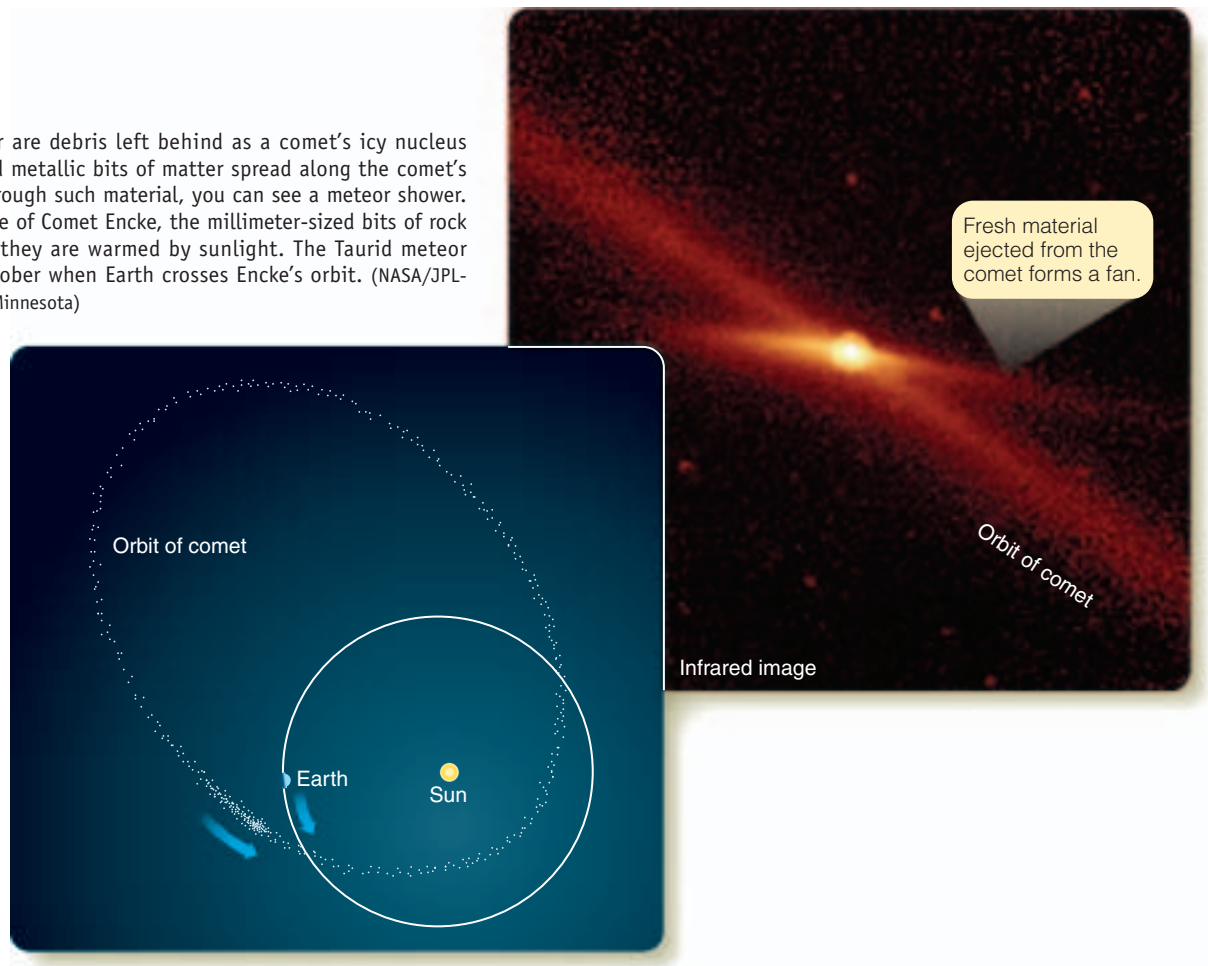 r are debris left behind as a comet's icy nucleus
metallic bits of matter spread along the comet's
rough such material, you can see a meteor shower.
e of Comet Encke, the millimeter-sized bits of rock
they are warmed by sunlight. The Taurid meteor
ober when Earth crosses Encke's orbit. (NASA/JPL-
innesota)
Fresh material
ejected from the
comet forms a fan.
Orbit of comet
Infrared image
Orbit of comet
Earth
Sun